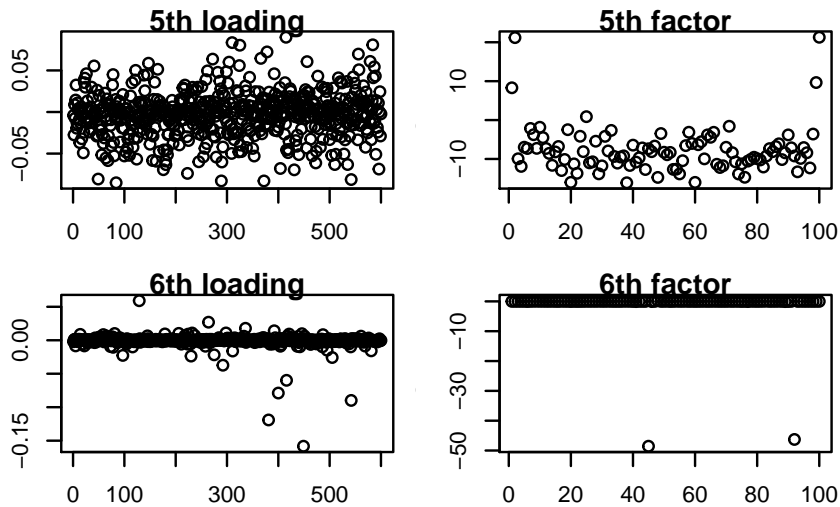 5th loading
0.05
−0.05
0 100 300 500
5th factor
10
−10
0 20 40 60 80 100
6th loading
0.00
−0.15
0 100 300 500
6th factor
−10
−30
−50
0 20 40 60 80 100